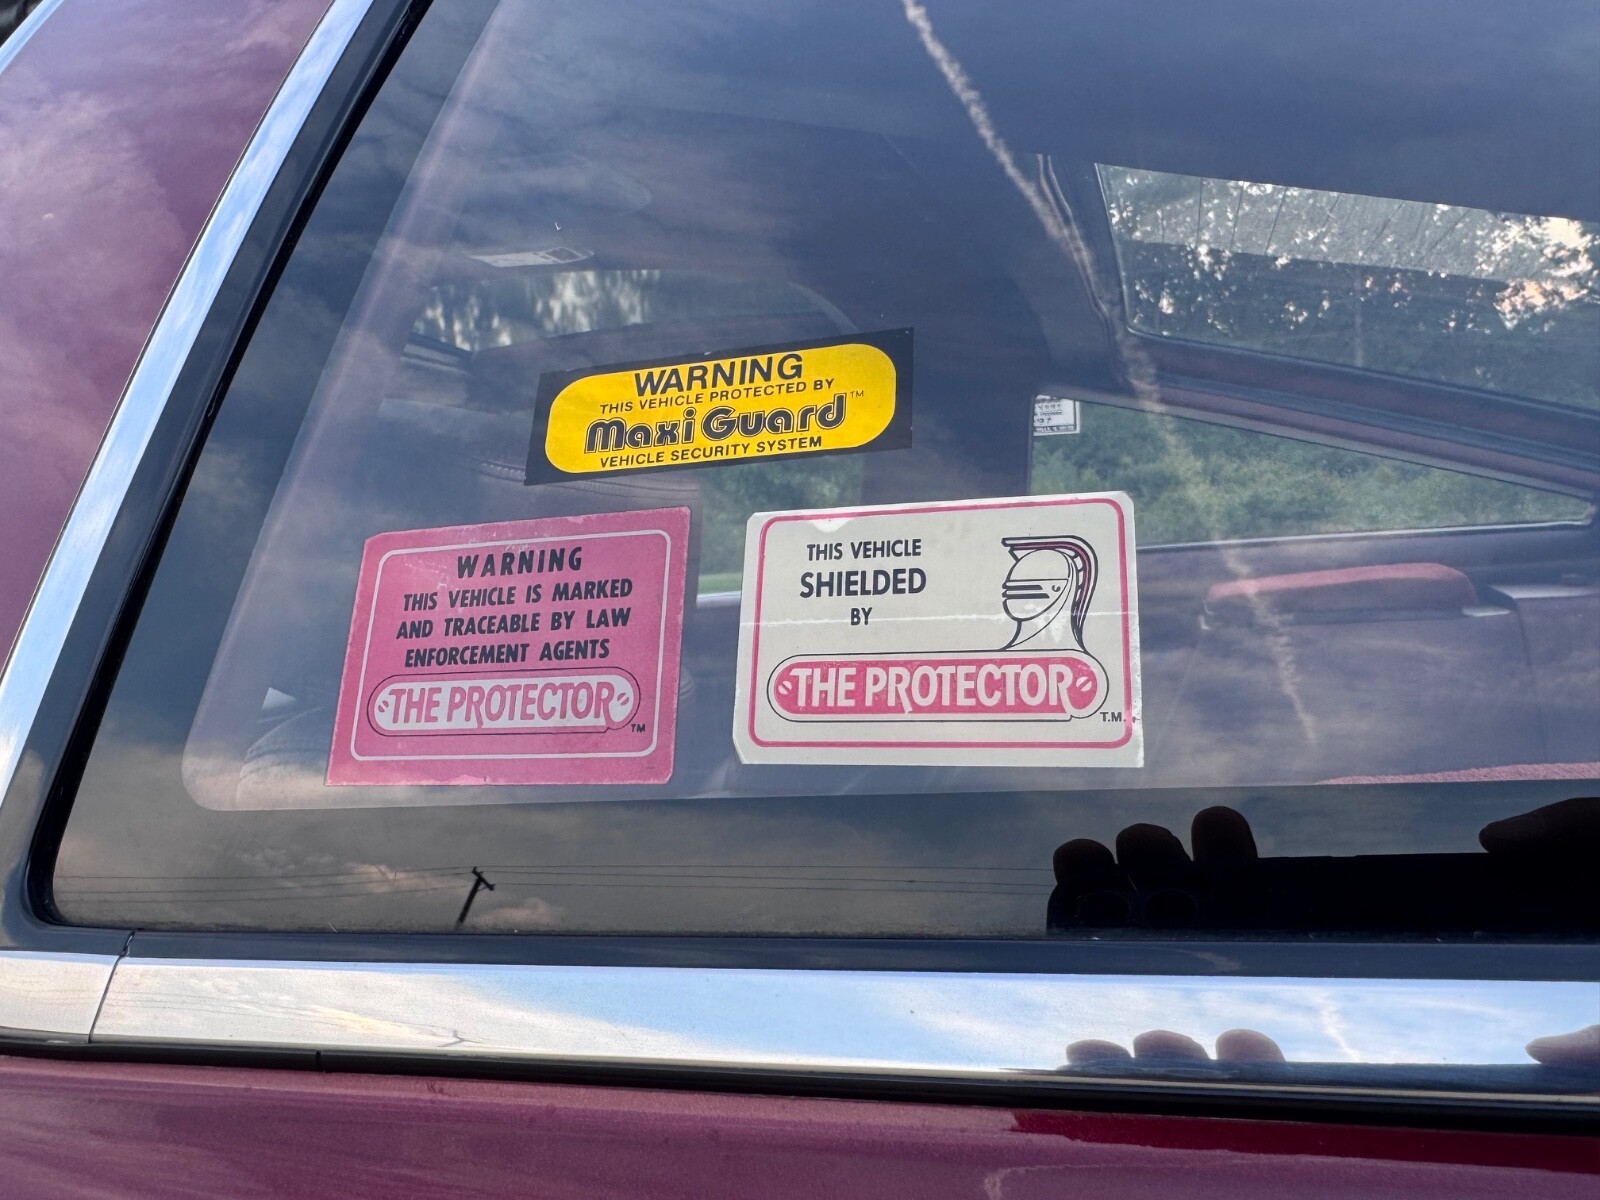 WARNING
THIS VEHICLE PROTECTED BY
Maxi Guard™
VEHICLE SECURITY SYSTEM
WARNING
THIS VEHICLE IS MARKED
AND TRACEABLE BY LAW
ENFORCEMENT AGENTS
THE PROTECTOR
TM
THIS VEHICLE
SHIELDED
BY
THE PROTECTOR
T.M.